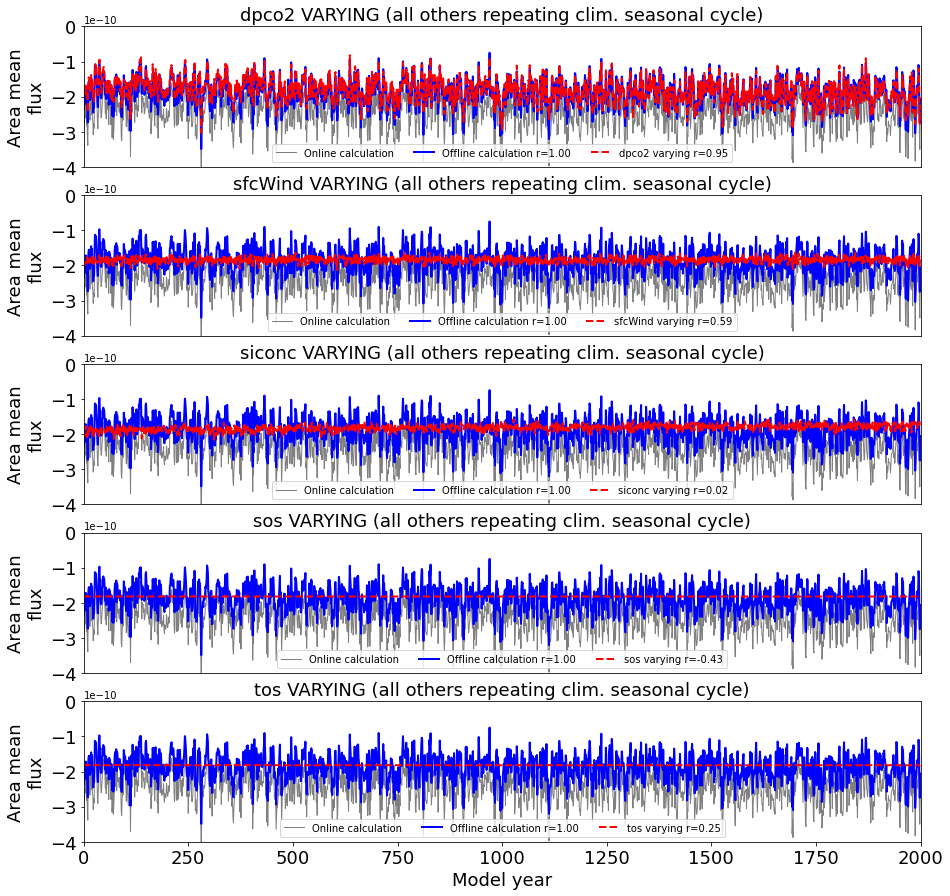 dpco2 VARYING (all others repeating clim. seasonal cycle)
1e−10
0
−1
−2
−3
−4
Area mean
flux
Online calculation
Offline calculation r=1.00
dpco2 varying r=0.95
sfcWind VARYING (all others repeating clim. seasonal cycle)
1e−10
0
−1
−2
−3
−4
Area mean
flux
Online calculation
Offline calculation r=1.00
sfcWind varying r=0.59
siconc VARYING (all others repeating clim. seasonal cycle)
1e−10
0
−1
−2
−3
−4
Area mean
flux
Online calculation
Offline calculation r=1.00
siconc varying r=0.02
sos VARYING (all others repeating clim. seasonal cycle)
1e−10
0
−1
−2
−3
−4
Area mean
flux
Online calculation
Offline calculation r=1.00
sos varying r=-0.43
tos VARYING (all others repeating clim. seasonal cycle)
1e−10
0
−1
−2
−3
−4
Area mean
flux
Online calculation
Offline calculation r=1.00
tos varying r=0.25
0 250 500 750 1000 1250 1500 1750 2000
Model year